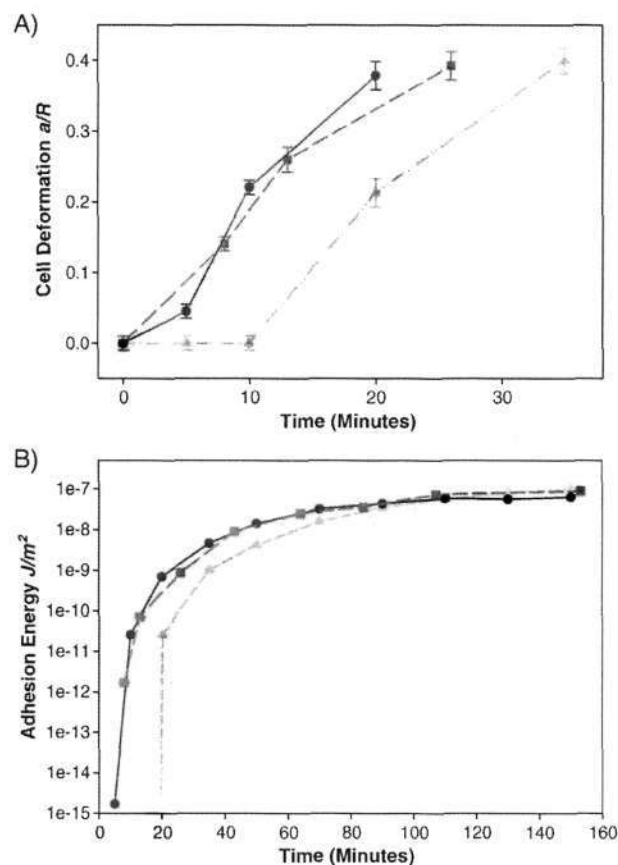 A)
0.4
0.3
0.2
0.1
0.0
Cell Deformation a/R
0 10 20 30
Time (Minutes)
B)
1e-7
1e-8
1e-9
1e-10
1e-11
1e-12
1e-13
1e-14
1e-15
Adhesion Energy J/m²
0 20 40 60 80 100 120 140 160
Time (Minutes)